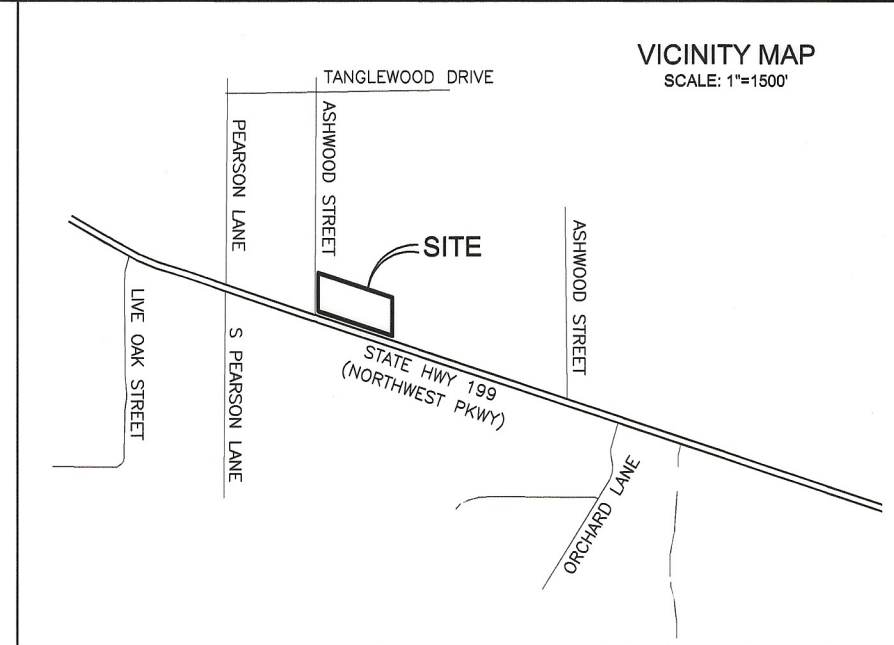 VICINITY MAP
SCALE: 1"=1500'
TANGLEWOOD DRIVE
PEARSON LANE
ASHWOOD STREET
SITE
ASHWOOD STREET
LIVE OAK STREET
S PEARSON LANE
STATE HWY 199
(NORTHWEST PKWY)
ORCHARD LANE